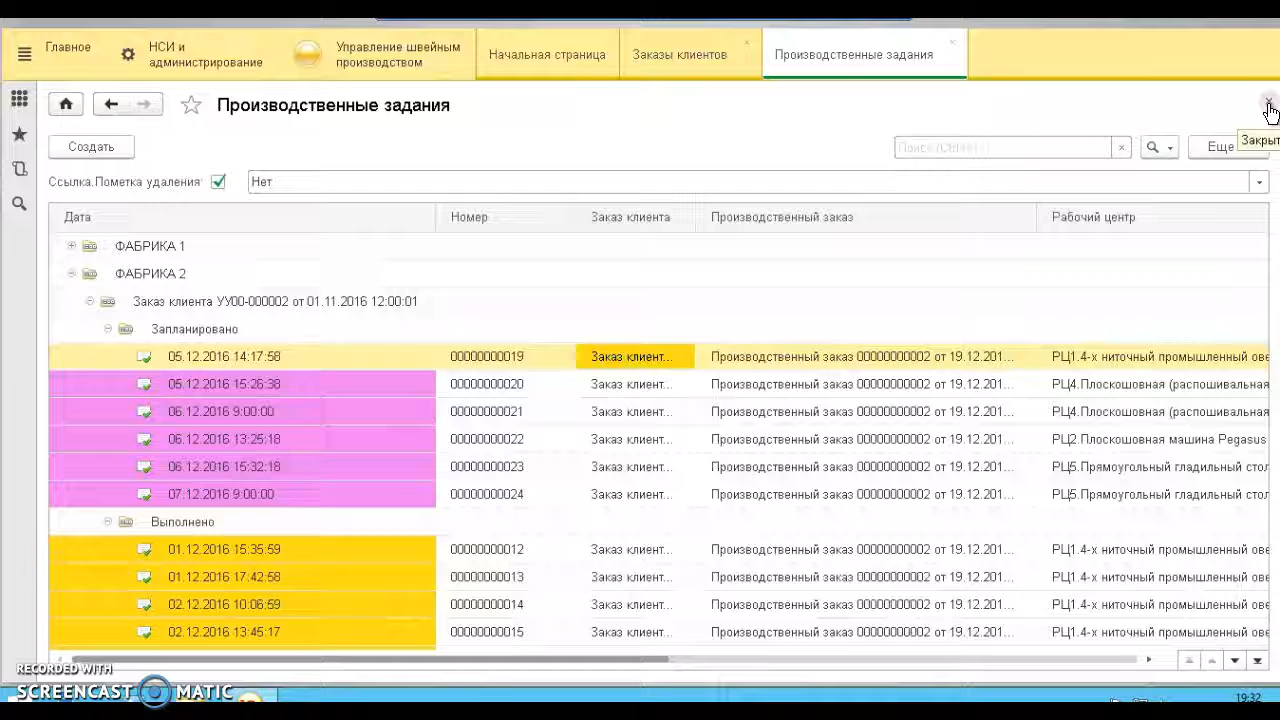 Главное
НСИ и
администрирование
Управление швейным
производством
Начальная страница
Заказы клиентов
Производственные задания
Производственные задания
Создать
Поиск (Ctrl+F)
Еще
Закрыт
Ссылка.Пометка удаления:
Нет
Дата Номер Заказ клиента Производственный заказ Рабочий центр
ФАБРИКА 1
ФАБРИКА 2
Заказ клиента УУ00-000002 от 01.11.2016 12:00:01
Запланировано
05.12.2016 14:17:58 00000000019 Заказ клиент... Производственный заказ 00000000002 от 19.12.201... РЦ1.4-х ниточный промышленный ове
05.12.2016 15:26:38 00000000020 Заказ клиент... Производственный заказ 00000000002 от 19.12.201... РЦ4.Плоскошовная (распошивальная
06.12.2016 9:00:00 00000000021 Заказ клиент... Производственный заказ 00000000002 от 19.12.201... РЦ4.Плоскошовная (распошивальная
06.12.2016 13:25:18 00000000022 Заказ клиент... Производственный заказ 00000000002 от 19.12.201... РЦ2.Плоскошовная машина Pegasus
06.12.2016 15:32:18 00000000023 Заказ клиент... Производственный заказ 00000000002 от 19.12.201... РЦ5.Прямоугольный гладильный стол
07.12.2016 9:00:00 00000000024 Заказ клиент... Производственный заказ 00000000002 от 19.12.201... РЦ5.Прямоугольный гладильный стол
Выполнено
01.12.2016 15:35:59 00000000012 Заказ клиент... Производственный заказ 00000000002 от 19.12.201... РЦ1.4-х ниточный промышленный ове
01.12.2016 17:42:58 00000000013 Заказ клиент... Производственный заказ 00000000002 от 19.12.201... РЦ1.4-х ниточный промышленный ове
02.12.2016 10:06:59 00000000014 Заказ клиент... Производственный заказ 00000000002 от 19.12.201... РЦ1.4-х ниточный промышленный ове
02.12.2016 13:45:17 00000000015 Заказ клиент... Производственный заказ 00000000002 от 19.12.201... РЦ1.4-х ниточный промышленный ове
RECORDED WITH
SCREENCAST MATIC
19:32